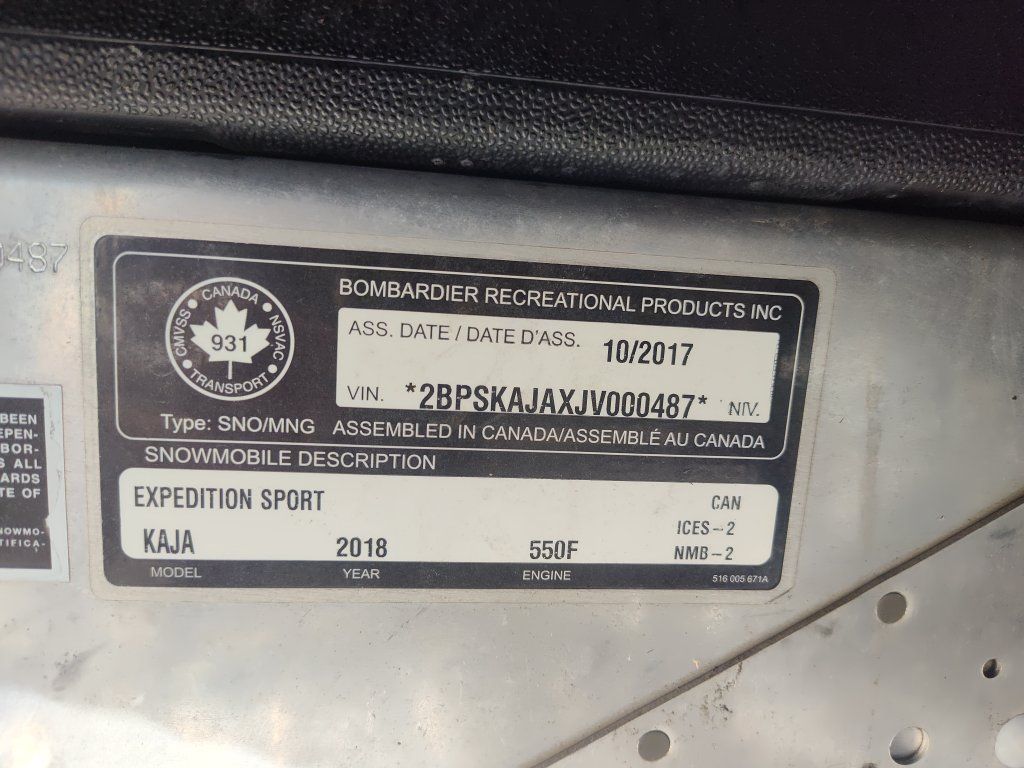 0487
CANADA
CMVSS
NSVAC
931
TRANSPORT
Type: SNO/MNG
BOMBARDIER RECREATIONAL PRODUCTS INC
ASS. DATE / DATE D'ASS. 10/2017
VIN. *2BPSKAJAXJV000487* NIV.
ASSEMBLED IN CANADA/ASSEMBLÉ AU CANADA
SNOWMOBILE DESCRIPTION
EXPEDITION SPORT CAN
ICES-2
KAJA 2018 550F NMB-2
MODEL YEAR ENGINE 516 005 671A
BEEN
EPEN-
BOR-
S ALL
ARDS
TE OF
NOWMO-
TIFICA-